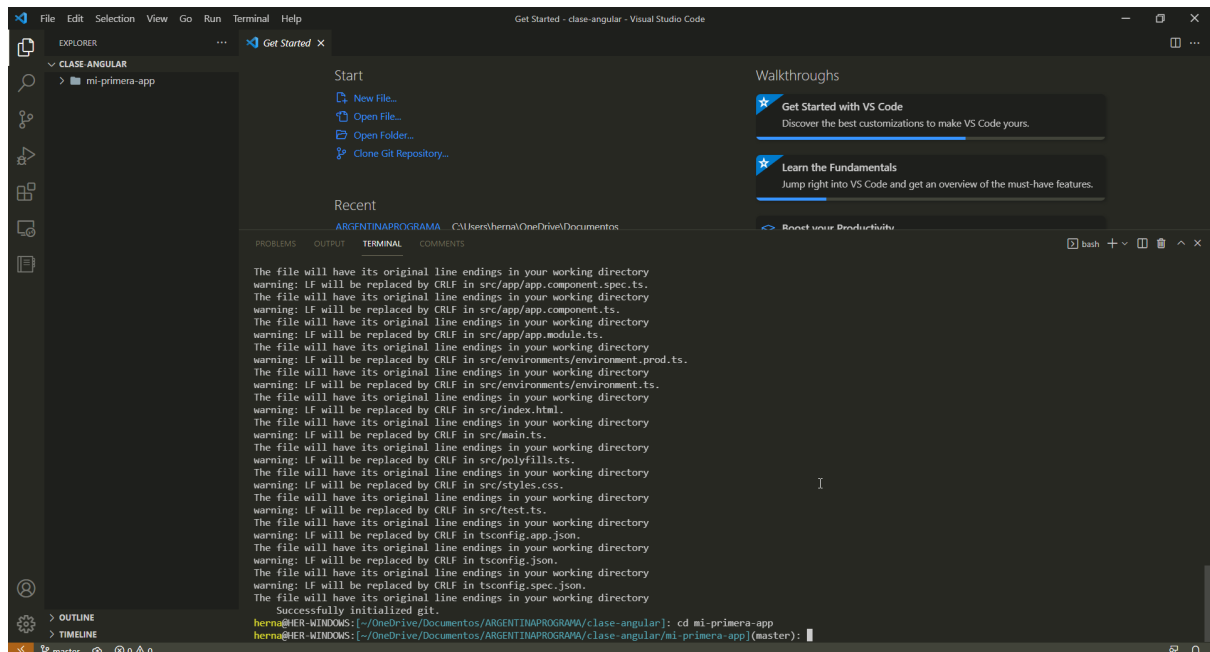 File Edit Selection View Go Run Terminal Help
Get Started - clase-angular - Visual Studio Code
EXPLORER
Get Started
CLASE-ANGULAR
mi-primera-app
Start
New File...
Open File...
Open Folder...
Clone Git Repository...
Recent
ARGENTINAPROGRAMA C:\Users\herna\OneDrive\Documentos
Walkthroughs
Get Started with VS Code
Discover the best customizations to make VS Code yours.
Learn the Fundamentals
Jump right into VS Code and get an overview of the must-have features.
Boost your Productivity
PROBLEMS OUTPUT TERMINAL COMMENTS
bash
The file will have its original line endings in your working directory
warning: LF will be replaced by CRLF in src/app/app.component.spec.ts.
The file will have its original line endings in your working directory
warning: LF will be replaced by CRLF in src/app/app.component.ts.
The file will have its original line endings in your working directory
warning: LF will be replaced by CRLF in src/app/app.module.ts.
The file will have its original line endings in your working directory
warning: LF will be replaced by CRLF in src/environments/environment.prod.ts.
The file will have its original line endings in your working directory
warning: LF will be replaced by CRLF in src/environments/environment.ts.
The file will have its original line endings in your working directory
warning: LF will be replaced by CRLF in src/index.html.
The file will have its original line endings in your working directory
warning: LF will be replaced by CRLF in src/main.ts.
The file will have its original line endings in your working directory
warning: LF will be replaced by CRLF in src/polyfills.ts.
The file will have its original line endings in your working directory
warning: LF will be replaced by CRLF in src/styles.css.
The file will have its original line endings in your working directory
warning: LF will be replaced by CRLF in src/test.ts.
The file will have its original line endings in your working directory
warning: LF will be replaced by CRLF in tsconfig.app.json.
The file will have its original line endings in your working directory
warning: LF will be replaced by CRLF in tsconfig.json.
The file will have its original line endings in your working directory
warning: LF will be replaced by CRLF in tsconfig.spec.json.
The file will have its original line endings in your working directory
Successfully initialized git.
herna@HER-WINDOWS:[~/OneDrive/Documentos/ARGENTINAPROGRAMA/clase-angular]: cd mi-primera-app
herna@HER-WINDOWS:[~/OneDrive/Documentos/ARGENTINAPROGRAMA/clase-angular/mi-primera-app](master):
OUTLINE
TIMELINE
master 0 0